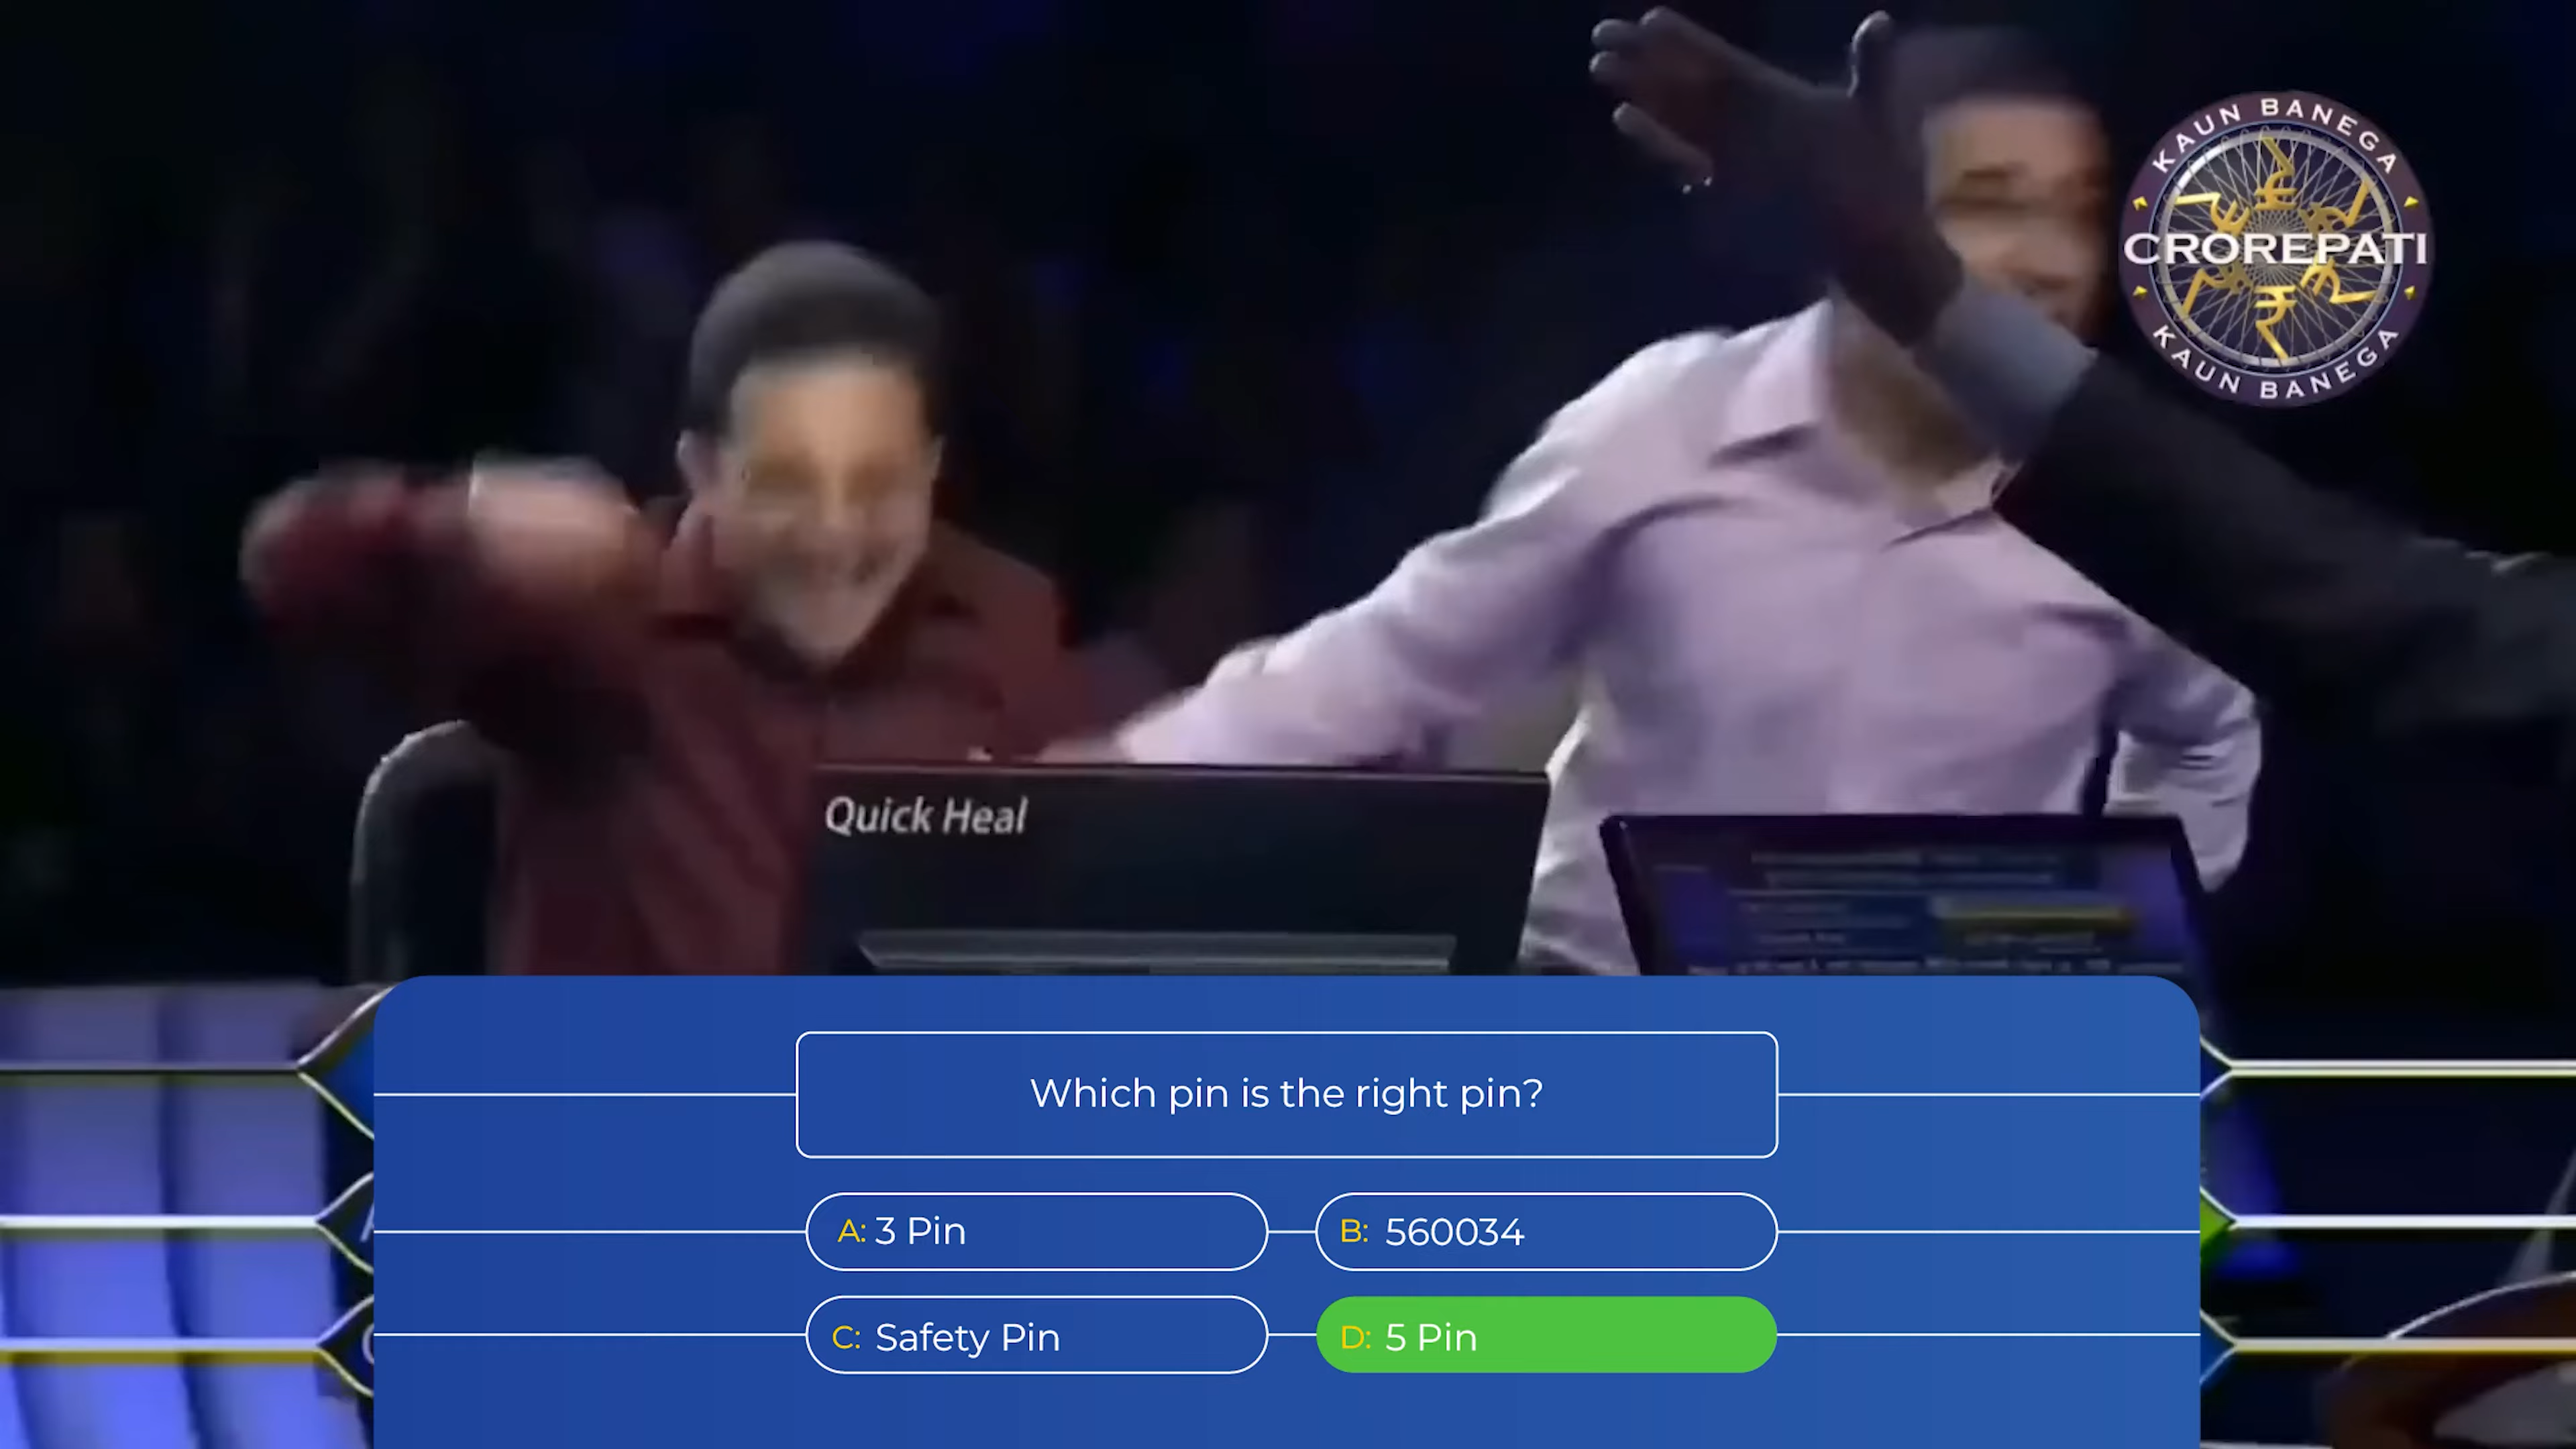 KAUN BANEGA
CROREPATI
KAUN BANEGA
Quick Heal
Which pin is the right pin?
A: 3 Pin
B: 560034
C: Safety Pin
D: 5 Pin